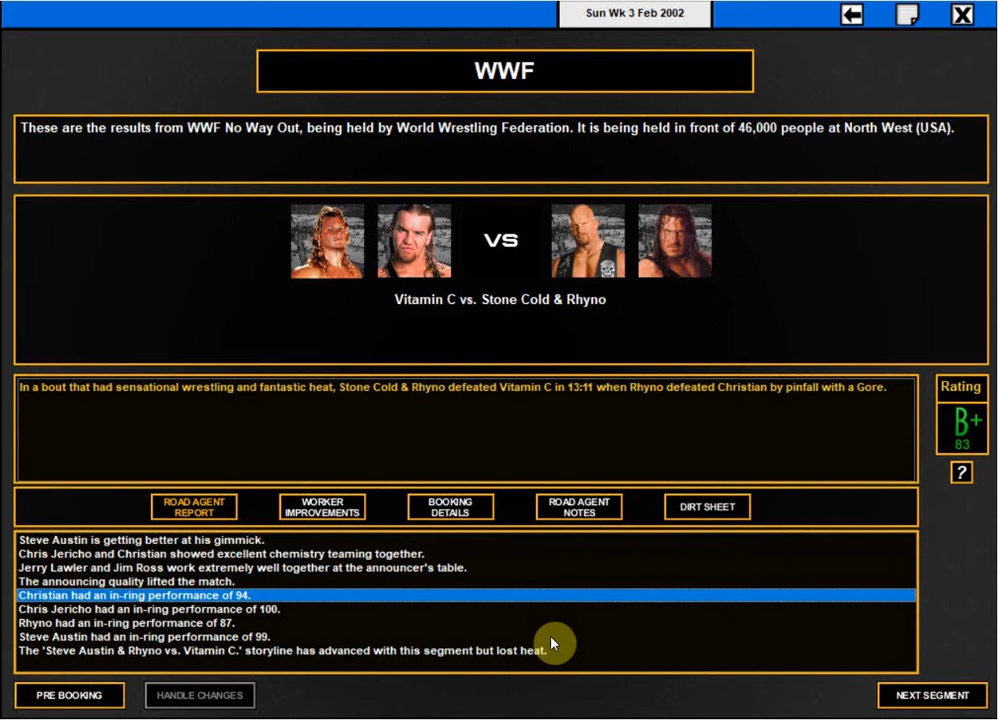 Sun Wk 3 Feb 2002
WWF
These are the results from WWF No Way Out, being held by World Wrestling Federation. It is being held in front of 46,000 people at North West (USA).
VS
Vitamin C vs. Stone Cold & Rhyno
In a bout that had sensational wrestling and fantastic heat, Stone Cold & Rhyno defeated Vitamin C in 13:11 when Rhyno defeated Christian by pinfall with a Gore.
Rating
B+
83
?
ROAD AGENT REPORT
WORKER IMPROVEMENTS
BOOKING DETAILS
ROAD AGENT NOTES
DIRT SHEET
Steve Austin is getting better at his gimmick.
Chris Jericho and Christian showed excellent chemistry teaming together.
Jerry Lawler and Jim Ross work extremely well together at the announcer's table.
The announcing quality lifted the match.
Christian had an in-ring performance of 94.
Chris Jericho had an in-ring performance of 100.
Rhyno had an in-ring performance of 87.
Steve Austin had an in-ring performance of 99.
The 'Steve Austin & Rhyno vs. Vitamin C.' storyline has advanced with this segment but lost heat.
PRE BOOKING
HANDLE CHANGES
NEXT SEGMENT